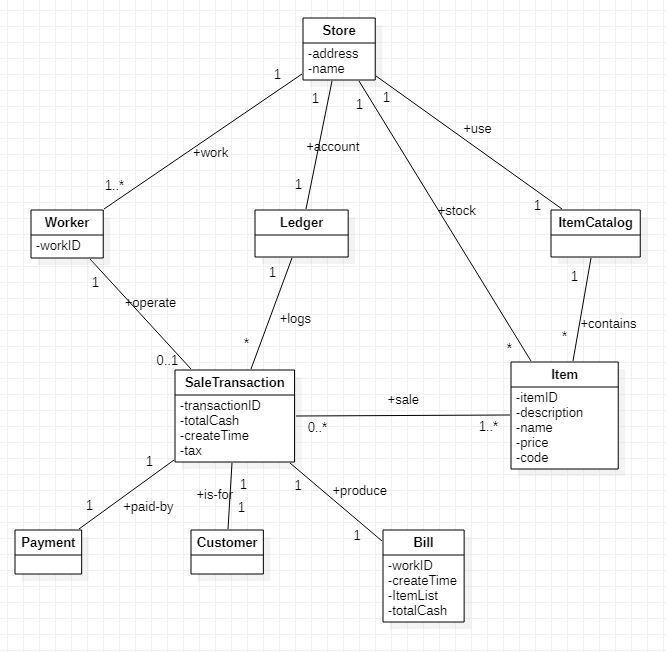 Store
-address
-name
1
1
1
1
+use
+account
+work
1..*
1
1
+stock
Worker
-workID
Ledger
ItemCatalog
1
1
1
+operate
+logs
+contains
*
*
*
0..1
SaleTransaction
-transactionID
-totalCash
-createTime
-tax
+sale
0..*
1..*
Item
-itemID
-description
-name
-price
-code
1
1
1
+paid-by
+is-for
+produce
1
1
1
Payment
Customer
Bill
-workID
-createTime
-ItemList
-totalCash